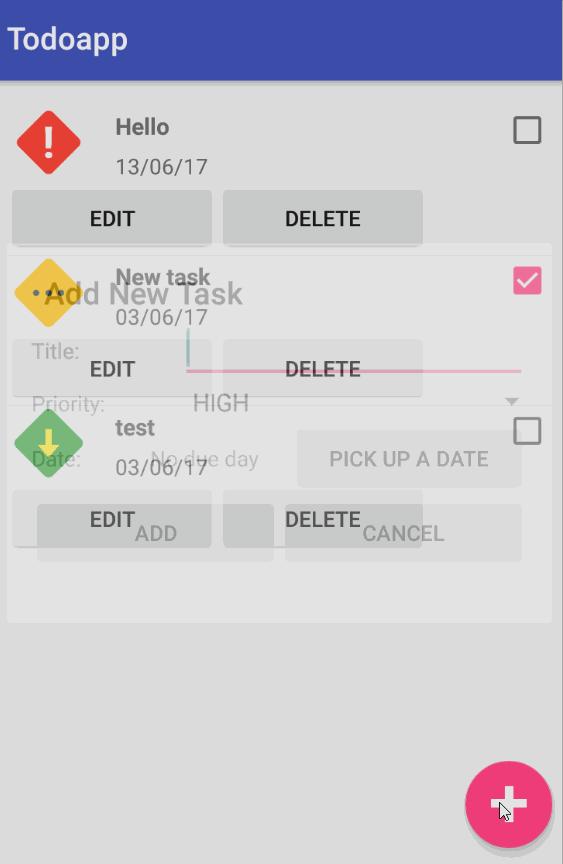 Todoapp
Hello
13/06/17
EDIT DELETE
New task
Add New Task
03/06/17
Title:
EDIT DELETE
Priority: HIGH
test
Date: No due day PICK UP A DATE
03/06/17
EDIT DELETE
ADD CANCEL